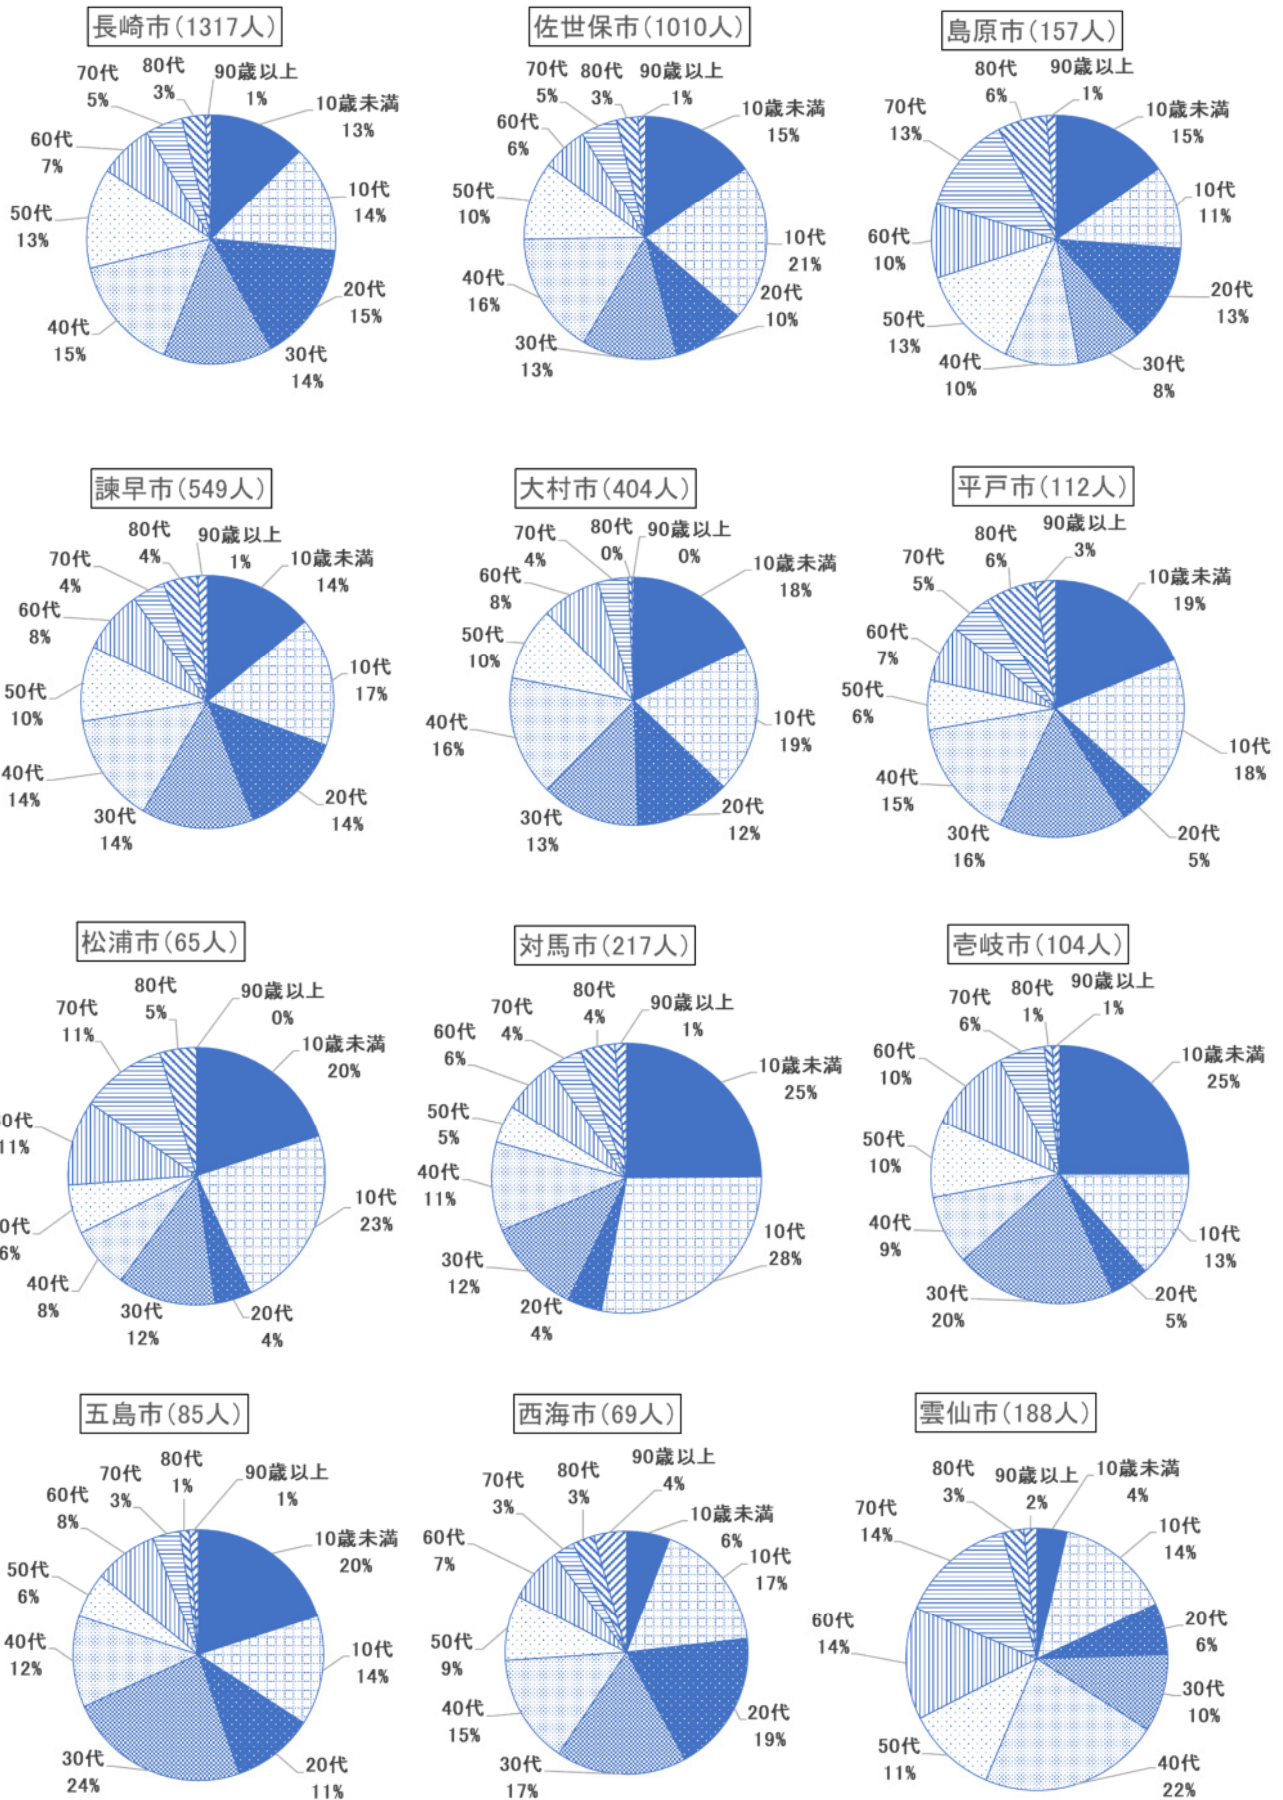 長崎市(1317人)
80代
3%
90歳以上
1%
10歳未満
13%
10代
14%
20代
15%
30代
14%
40代
15%
50代
13%
60代
7%
70代
5%
佐世保市(1010人)
80代
3%
90歳以上
1%
10歳未満
15%
10代
21%
20代
10%
30代
13%
40代
16%
50代
10%
60代
6%
70代
5%
島原市(157人)
80代
6%
90歳以上
1%
10歳未満
15%
10代
11%
20代
13%
30代
8%
40代
10%
50代
13%
60代
10%
70代
13%
諫早市(549人)
80代
4%
90歳以上
1%
10歳未満
14%
10代
17%
20代
14%
30代
14%
40代
14%
50代
10%
60代
8%
70代
4%
大村市(404人)
80代
0%
90歳以上
0%
10歳未満
18%
10代
19%
20代
12%
30代
13%
40代
16%
50代
10%
60代
8%
70代
4%
平戸市(112人)
80代
6%
90歳以上
3%
10歳未満
19%
10代
18%
20代
5%
30代
16%
40代
15%
50代
6%
60代
7%
70代
5%
松浦市(65人)
80代
5%
90歳以上
0%
10歳未満
20%
10代
23%
20代
4%
30代
12%
40代
8%
0代
6%
0代
11%
70代
11%
対馬市(217人)
80代
4%
90歳以上
1%
10歳未満
25%
10代
28%
20代
4%
30代
12%
40代
11%
50代
5%
60代
6%
70代
4%
壱岐市(104人)
80代
1%
90歳以上
1%
10歳未満
25%
10代
13%
20代
5%
30代
20%
40代
9%
50代
10%
60代
10%
70代
6%
五島市(85人)
80代
1%
90歳以上
1%
10歳未満
20%
10代
14%
20代
11%
30代
24%
40代
12%
50代
6%
60代
8%
70代
3%
西海市(69人)
80代
3%
90歳以上
4%
10歳未満
6%
10代
17%
20代
19%
30代
17%
40代
15%
50代
9%
60代
7%
70代
3%
雲仙市(188人)
80代
3%
90歳以上
2%
10歳未満
4%
10代
14%
20代
6%
30代
10%
40代
22%
50代
11%
60代
14%
70代
14%